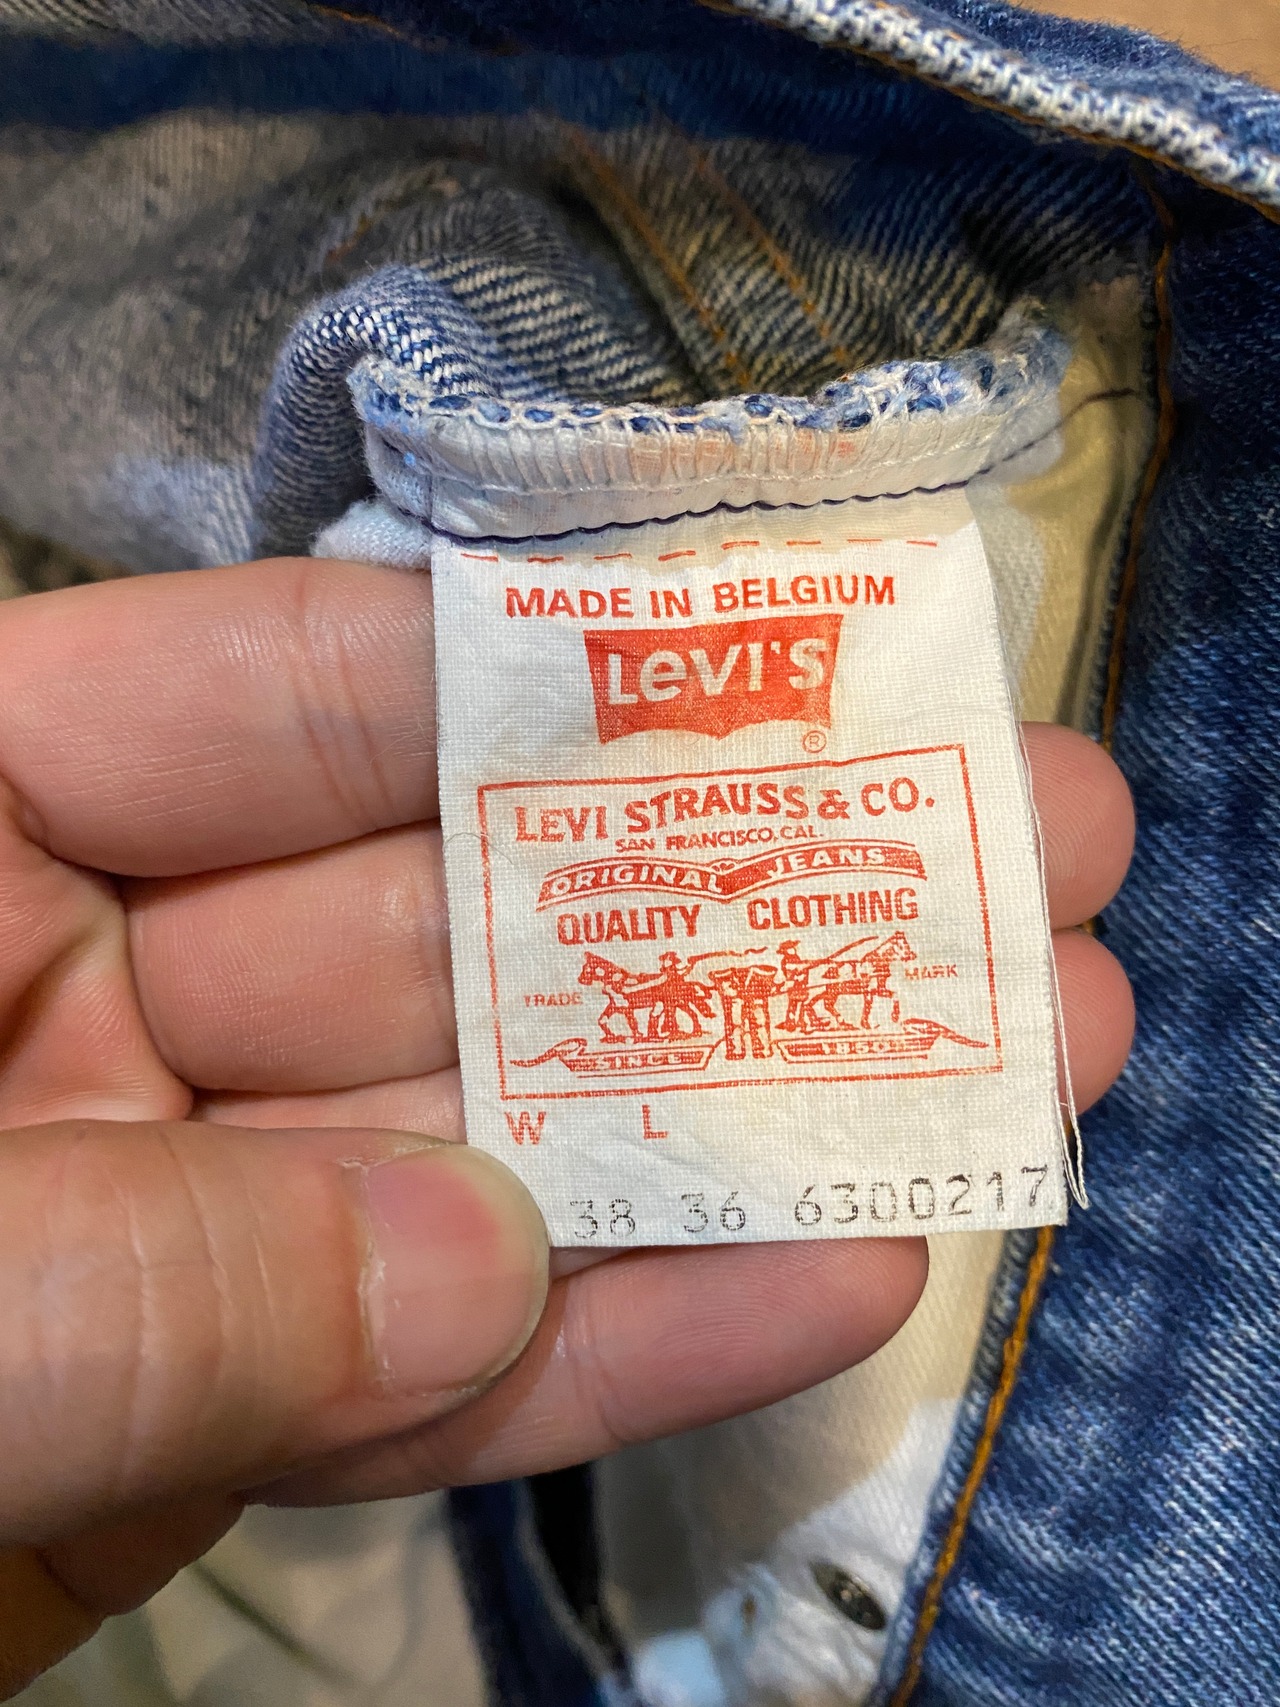 MADE IN BELGIUM
LEVI'S
®
LEVI STRAUSS & CO.
SAN FRANCISCO, CAL.
ORIGINAL JEANS
QUALITY CLOTHING
TRADE MARK
SINCE 1850
W L
38 36 6300217